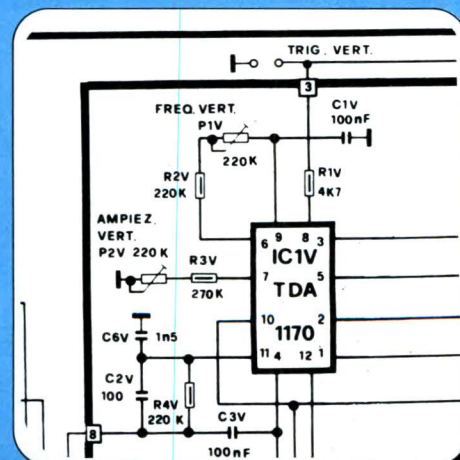 TRIG. VERT.
3
FREQ. VERT.
P1V
220K
C1V
100nF
R2V
220K
R1V
4K7
AMPIEZ.
VERT.
P2V 220K
R3V
270K
6 9 8 3
IC1V
7 5
TDA
10 2
1170
11 4 12 1
C6V 1n5
C2V
100
R4V
220K
C3V
100nF
8